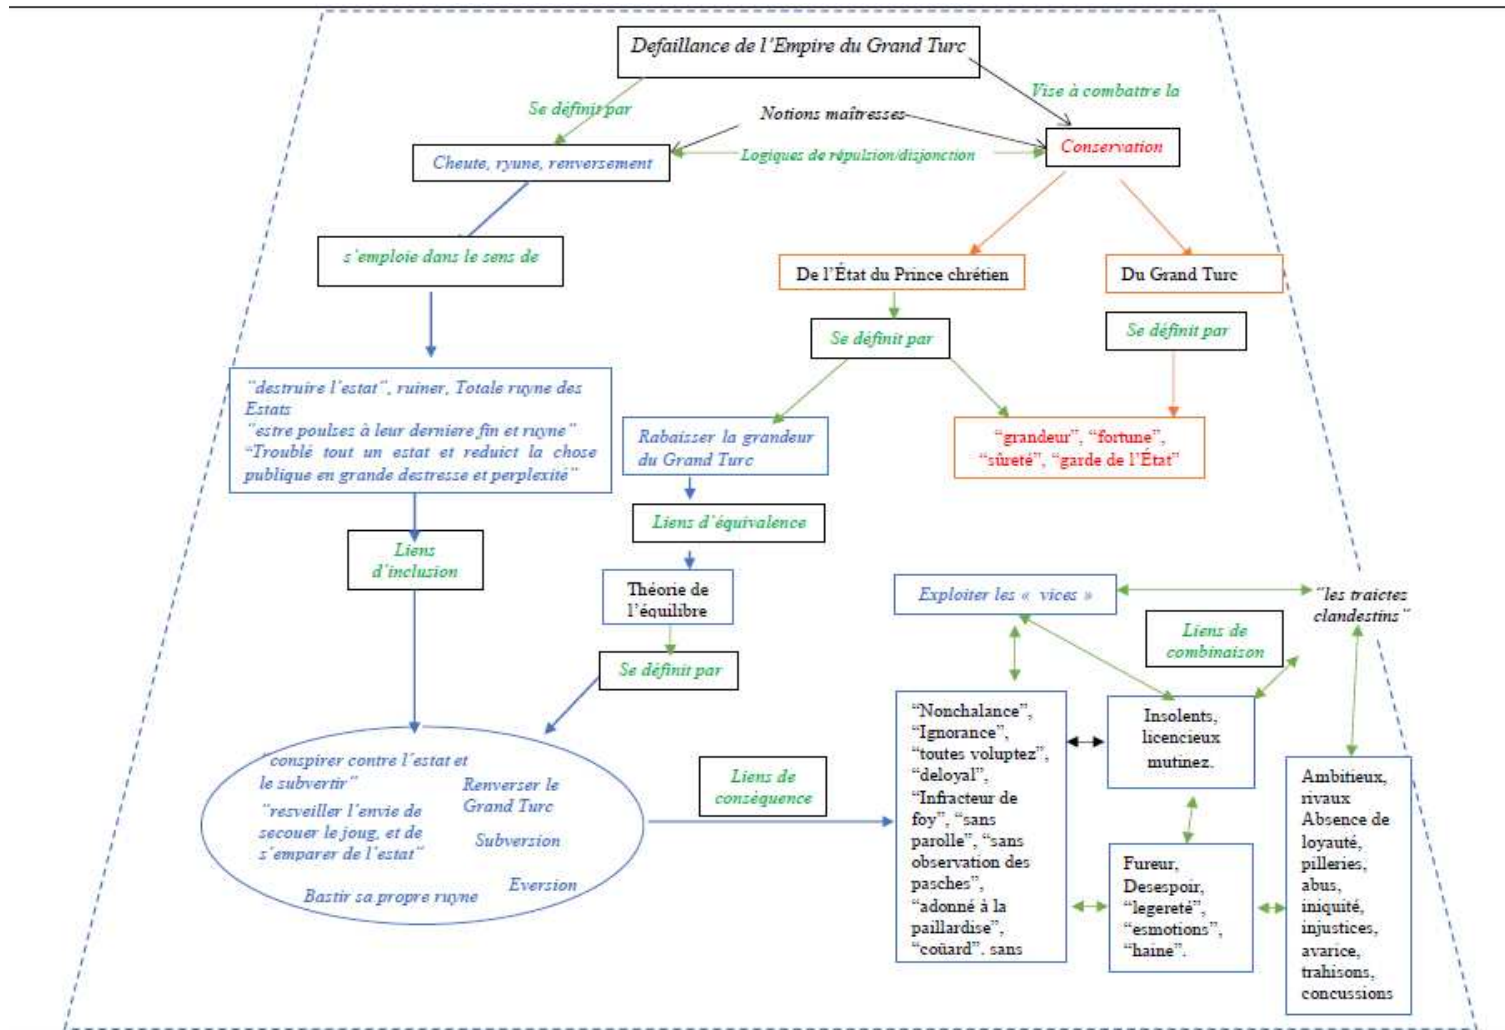 Defaillance de l’Empire du Grand Turc
Vise à combattre la
Se définit par
Notions maîtresses
Conservation
Cheute, ryune, renversement
Logiques de répulsion/disjonction
s’emploie dans le sens de
De l’État du Prince chrétien
Du Grand Turc
Se définit par
Se définit par
“destruire l’estat”, ruiner, Totale ruyne des
Estats
“estre poulses à leur derniere fin et ruyne”
“Troublé tout un estat et reduict la chose
publique en grande destresse et perplexité”
Rabaisser la grandeur
du Grand Turc
“grandeur”, “fortune”,
“sûreté”, “garde de l’État”
Liens d’équivalence
Liens
d’inclusion
Théorie de
l’équilibre
Exploiter les «  vices »
“les traictes
clandestins”
Liens de
combinaison
Se définit par
“conspirer contre l’estat et
le subvertir”
“resveiller l’envie de
secouer le joug, et de
s’emparer de l’estat”
Renverser le
Grand Turc
Subversion
Eversion
Bastir sa propre ruyne
Liens de
conséquence
“Nonchalance”,
“Ignorance”,
“toutes voluptez”,
“deloyal”,
“Infracteur de
foy”, “sans
parolle”, “sans
observation des
pasches”,
“adonné à la
paillardise”,
“coüard”. sans
Insolents,
licencieux
mutinez.
Fureur,
Desespoir,
“legereté”,
“esmotions”,
“haine”.
Ambitieux,
rivaux
Absence de
loyauté,
pilleries,
abus,
iniquité,
injustices,
avarice,
trahisons,
concussions